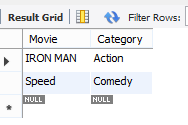 Result Grid Filter Rows:
Movie Category
IRON MAN Action
Speed Comedy
NULL NULL